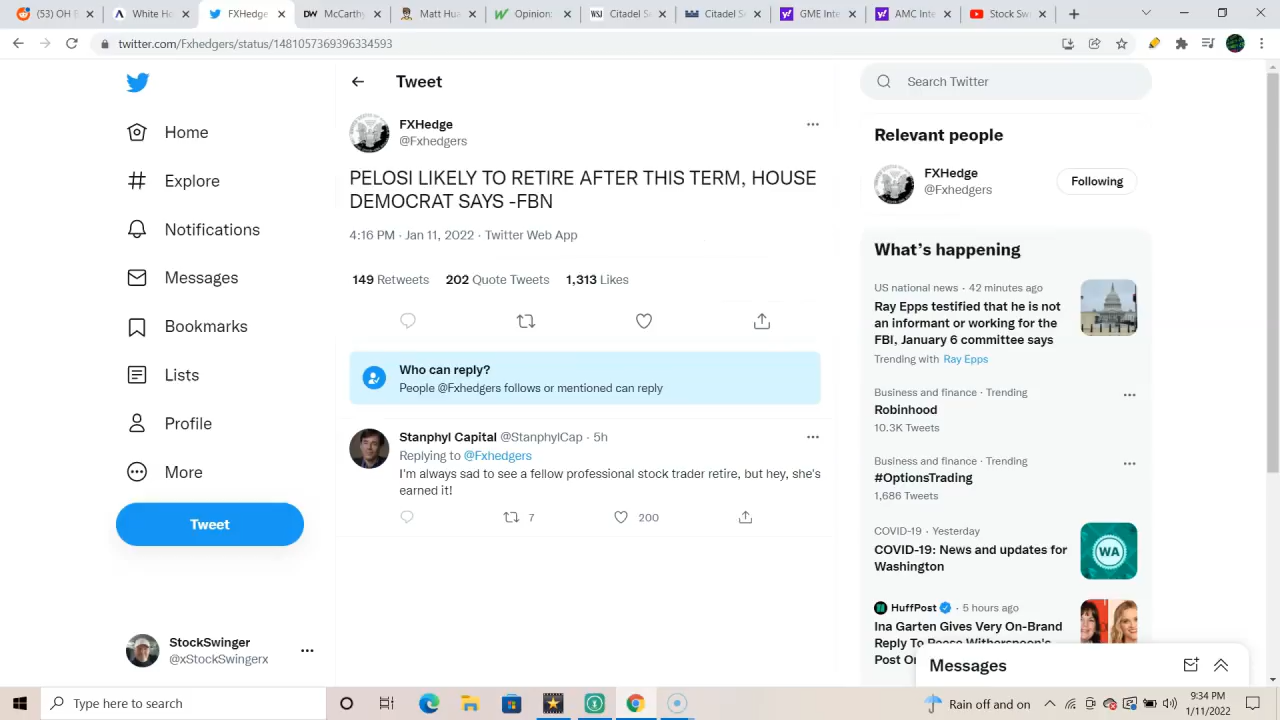 (53) OH E
White Ho
FXHedge
McCarthy
Matt Hou
Opinion:
Citadel S
Citadel S
GME Inte
AMC Inte
Stock Sw
twitter.com/Fxhedgers/status/1481057369396334593
Home
Explore
Notifications
Messages
Bookmarks
Lists
Profile
More
Tweet
StockSwinger
@xStockSwingerx
Tweet
FXHedge
@Fxhedgers
PELOSI LIKELY TO RETIRE AFTER THIS TERM, HOUSE
DEMOCRAT SAYS -FBN
4:16 PM · Jan 11, 2022 · Twitter Web App
149 Retweets 202 Quote Tweets 1,313 Likes
Who can reply?
People @Fxhedgers follows or mentioned can reply
Stanphyl Capital @StanphylCap · 5h
Replying to @Fxhedgers
I'm always sad to see a fellow professional stock trader retire, but hey, she's
earned it!
7 200
Search Twitter
Relevant people
FXHedge
@Fxhedgers
Following
What's happening
US national news · 42 minutes ago
Ray Epps testified that he is not
an informant or working for the
FBI, January 6 committee says
Trending with Ray Epps
Business and finance · Trending
Robinhood
10.3K Tweets
Business and finance · Trending
#OptionsTrading
1,686 Tweets
COVID-19 · Yesterday
COVID-19: News and updates for
Washington
WA
HuffPost · 5 hours ago
Ina Garten Gives Very On-Brand
Reply To Reese Witherspoon's
Post O
Messages
Type here to search
Rain off and on
9:34 PM
1/11/2022